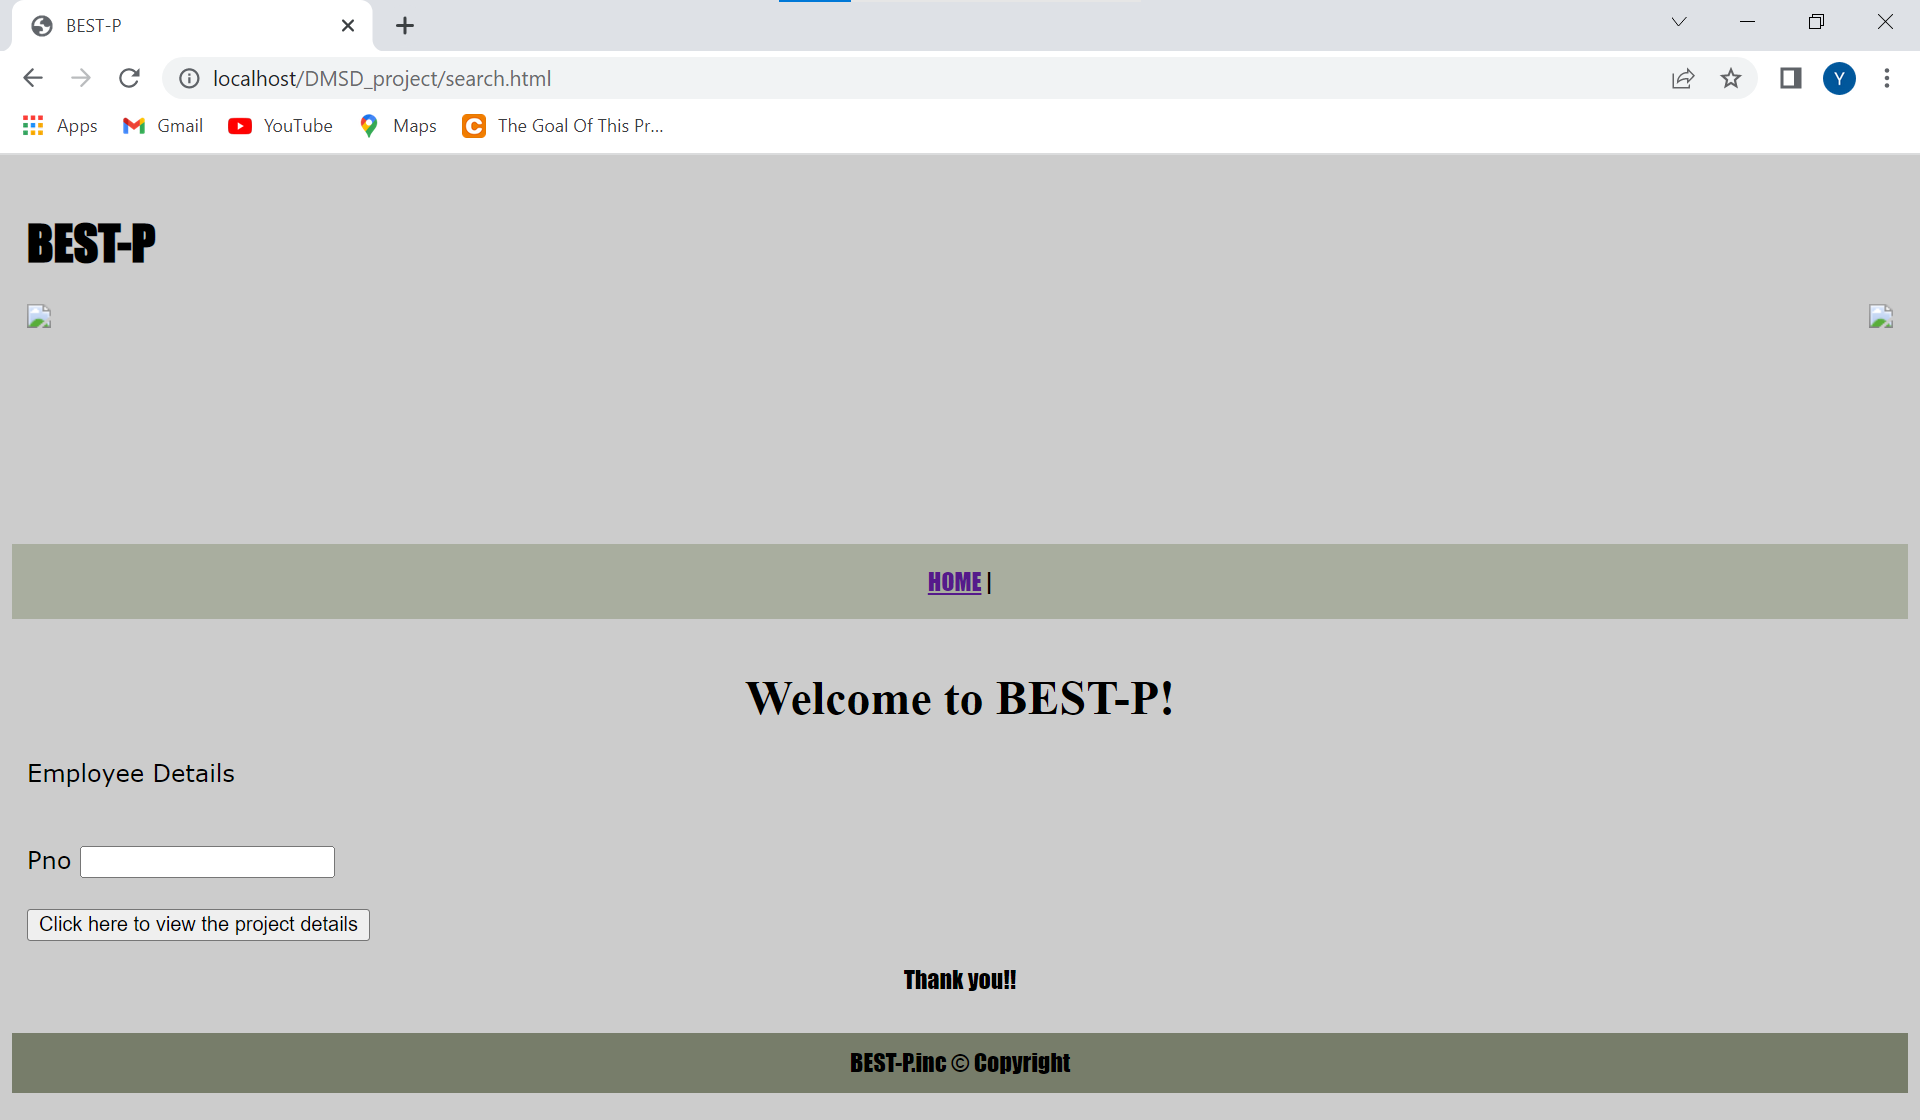 BEST-P
localhost/DMSD_project/search.html
Y
Apps Gmail YouTube Maps The Goal Of This Pr...
BEST-P
HOME |
Welcome to BEST-P!
Employee Details
Pno
Click here to view the project details
Thank you!!
BEST-P.inc © Copyright